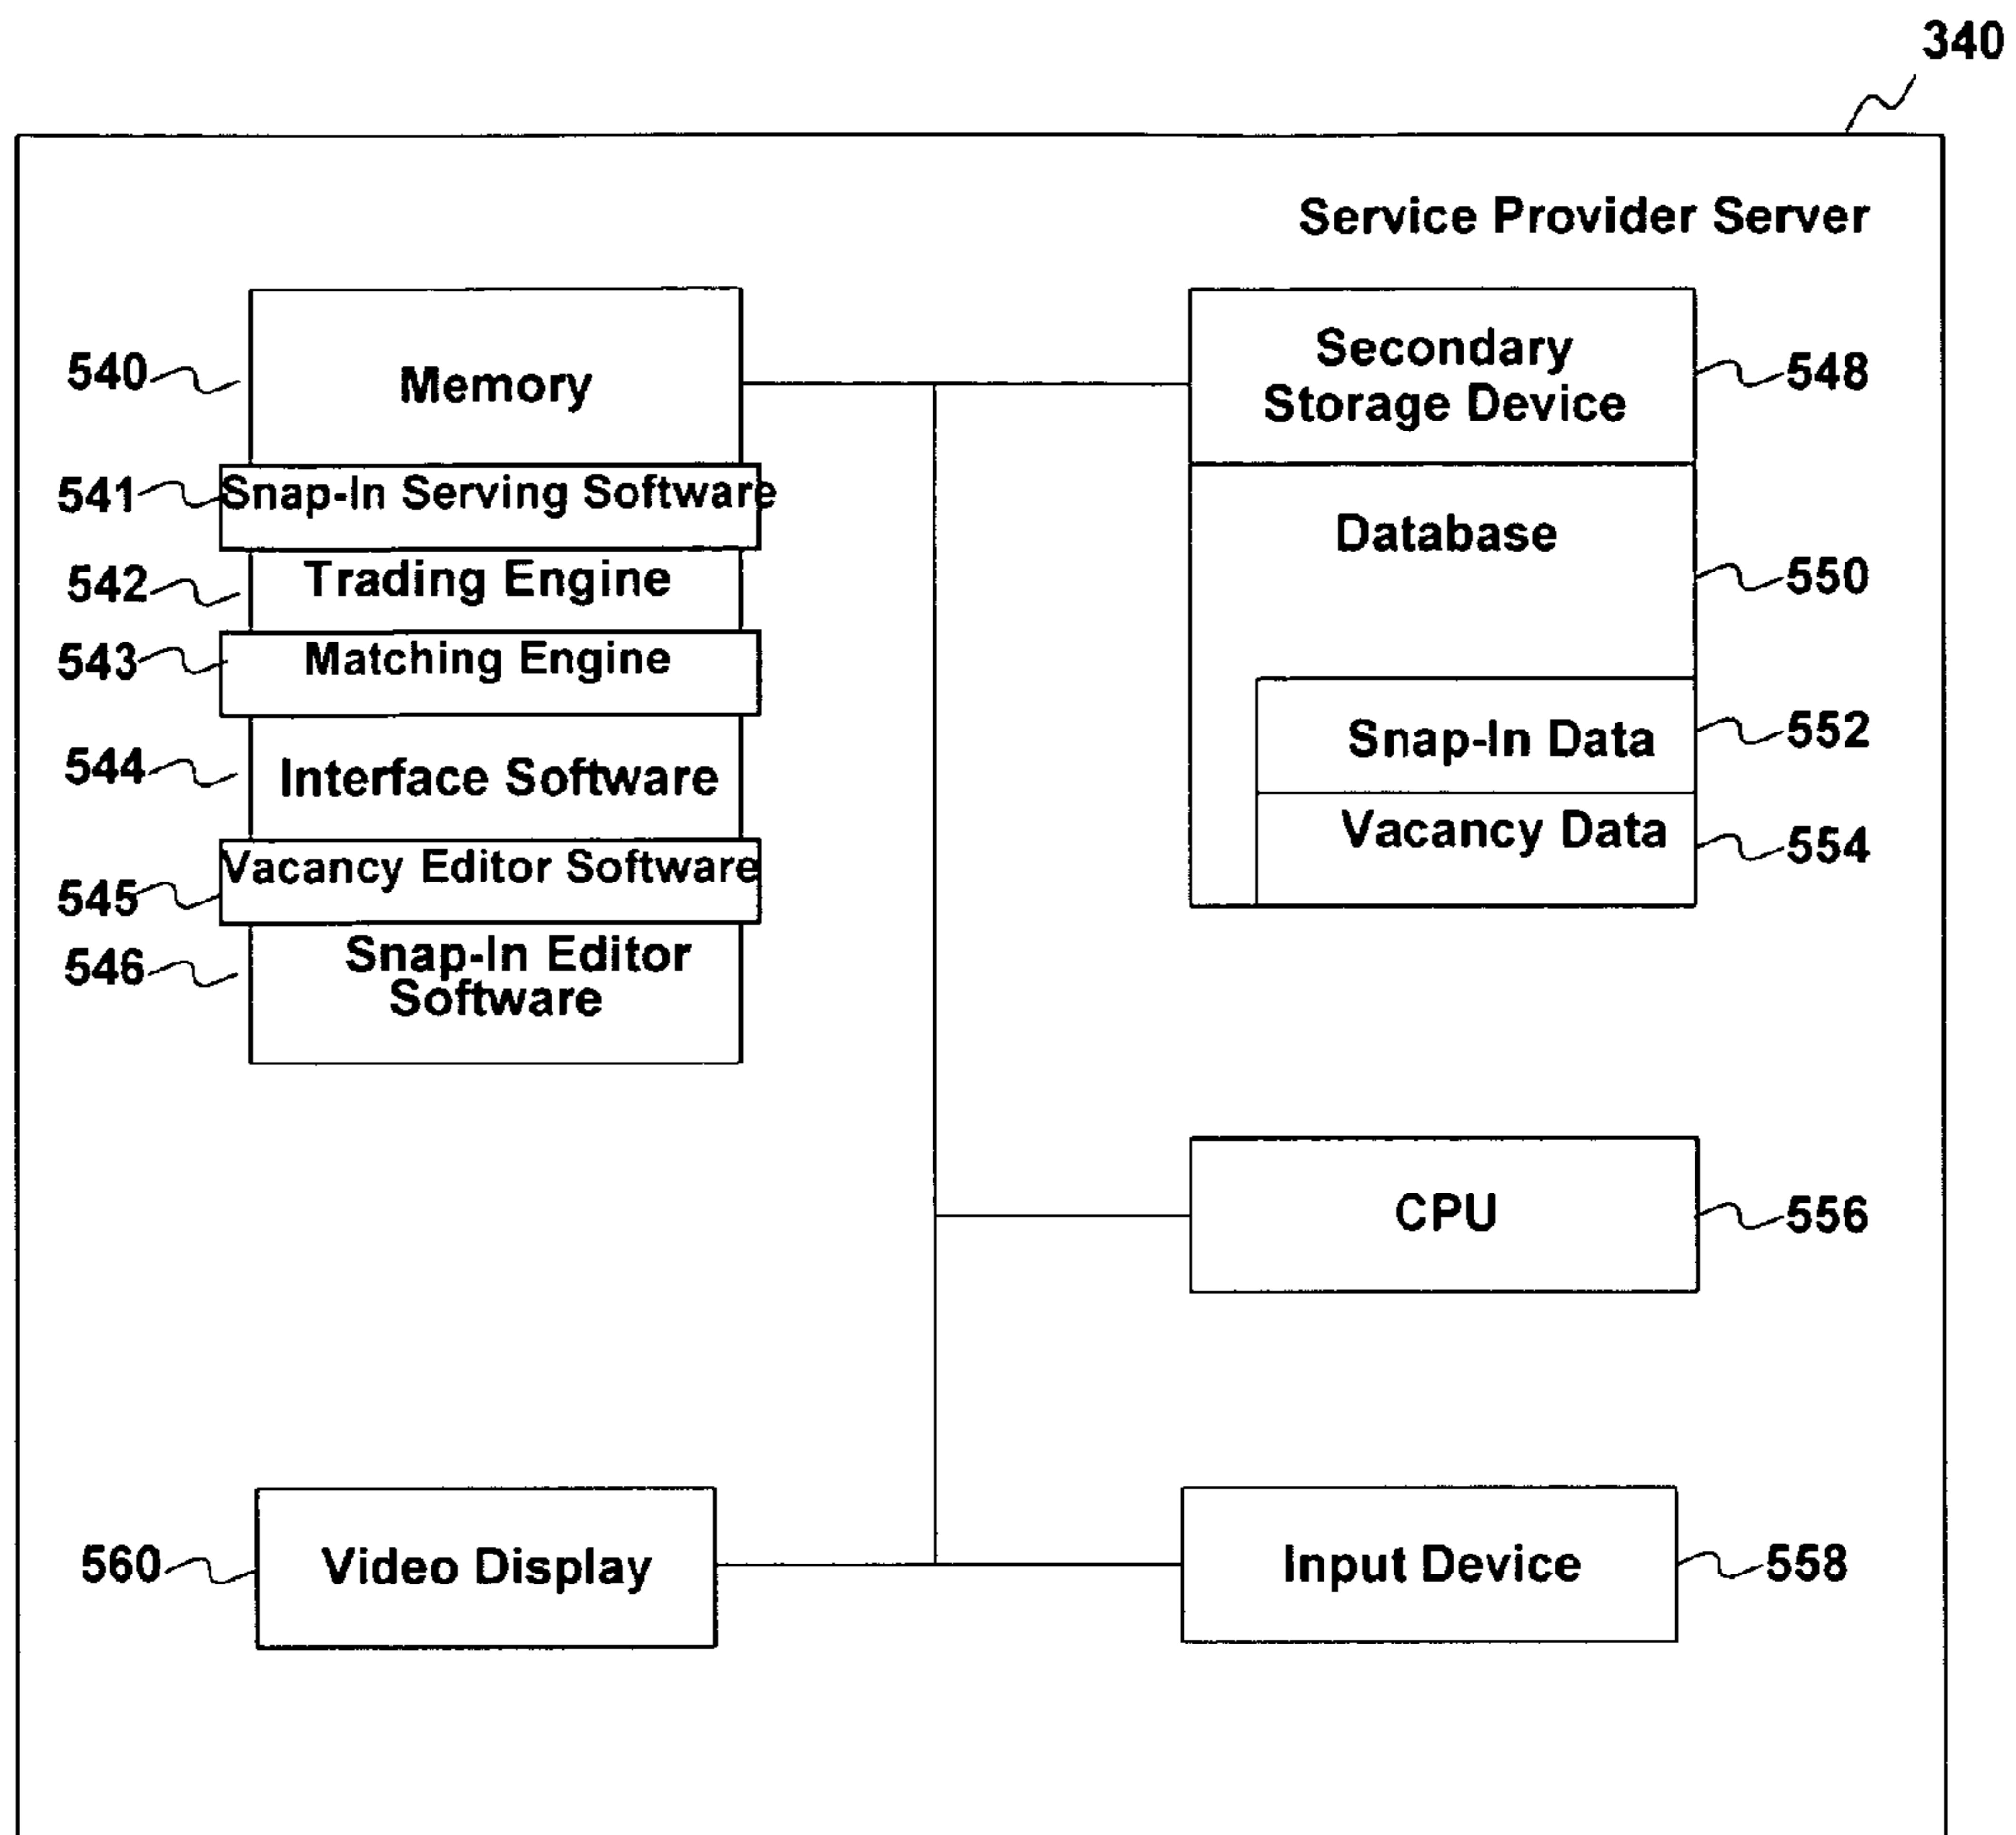 340
Service Provider Server
540
Memory
541
Snap-In Serving Software
542
Trading Engine
543
Matching Engine
544
Interface Software
545
Vacancy Editor Software
546
Snap-In Editor
Software
Secondary
Storage Device
548
Database
550
Snap-In Data
552
Vacancy Data
554
CPU
556
560
Video Display
Input Device
558